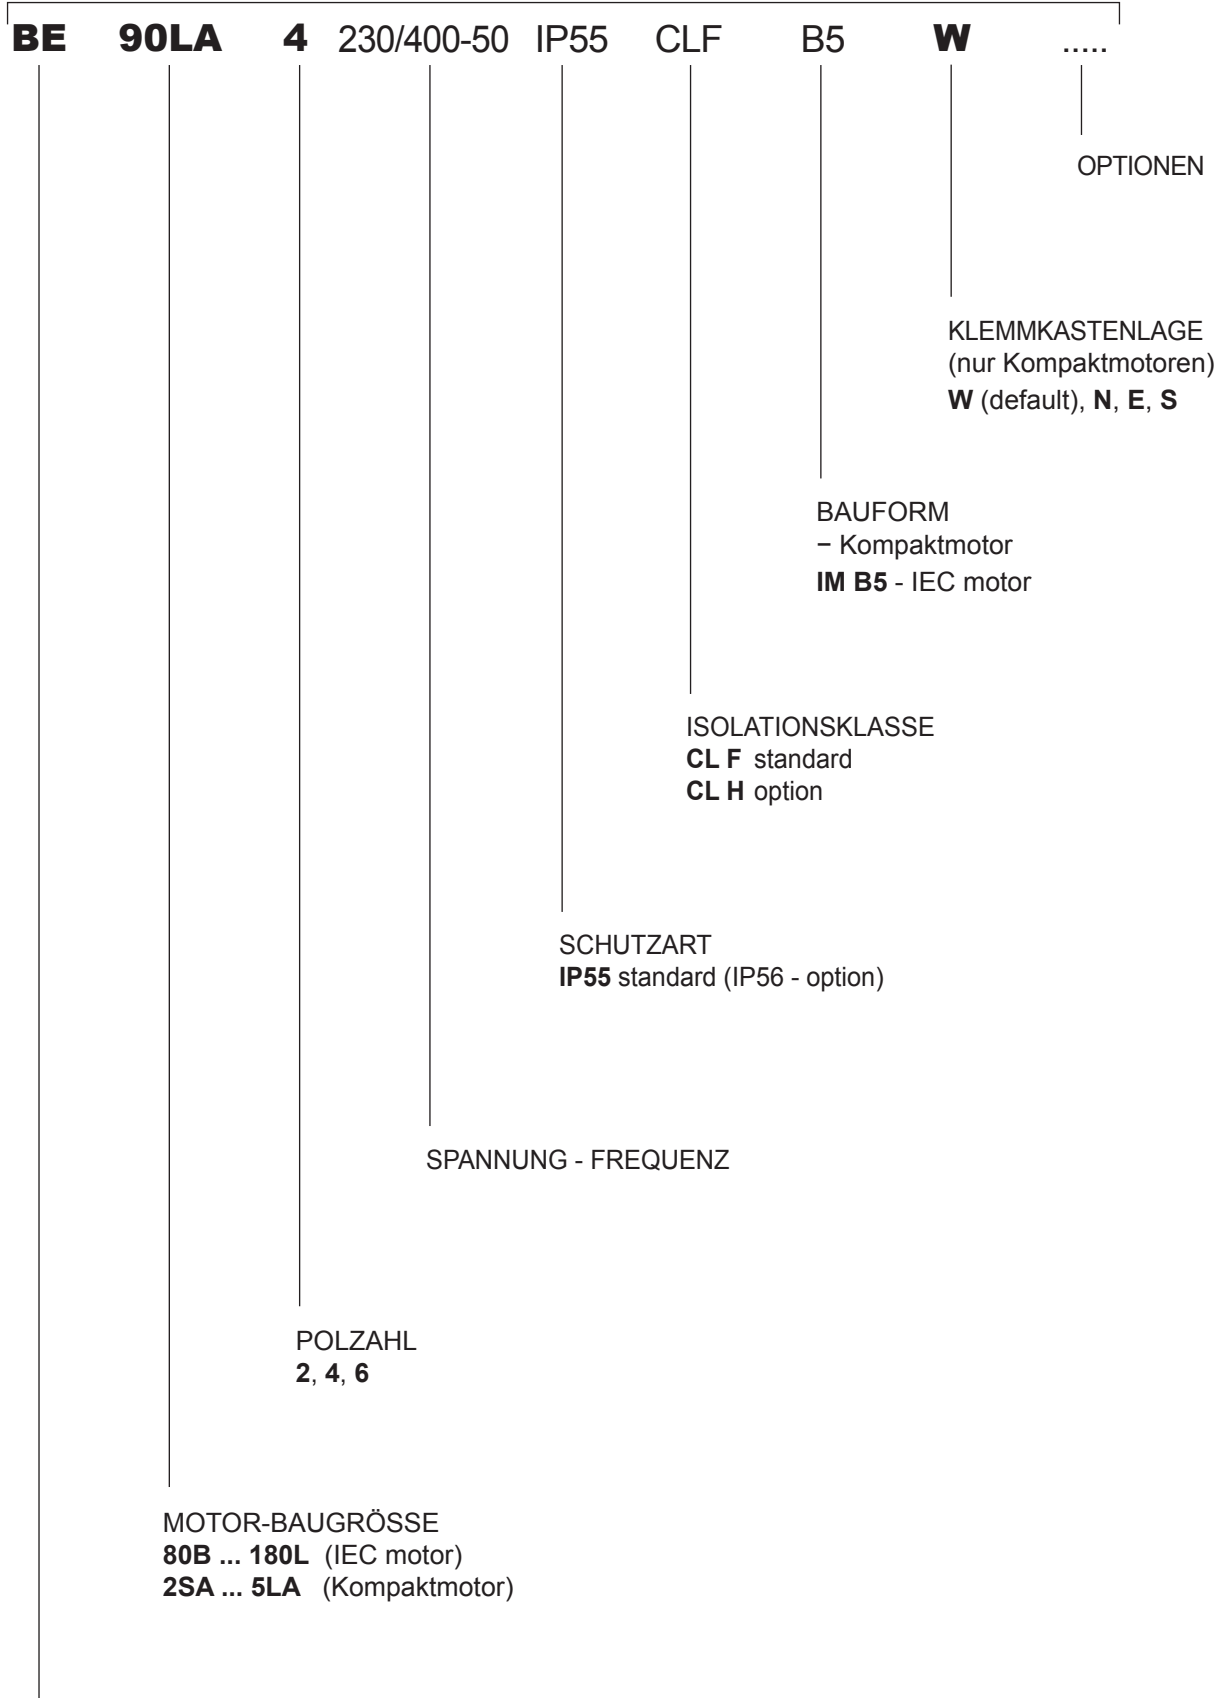 BE 90LA 4 230/400-50 IP55 CLF B5 W .....
OPTIONEN
KLEMMKASTENLAGE
(nur Kompaktmotoren)
W (default), N, E, S
BAUFORM
− Kompaktmotor
IM B5 - IEC motor
ISOLATIONSKLASSE
CL F standard
CL H option
SCHUTZART
IP55 standard (IP56 - option)
SPANNUNG - FREQUENZ
POLZAHL
2, 4, 6
MOTOR-BAUGRÖSSE
80B ... 180L (IEC motor)
2SA ... 5LA (Kompaktmotor)